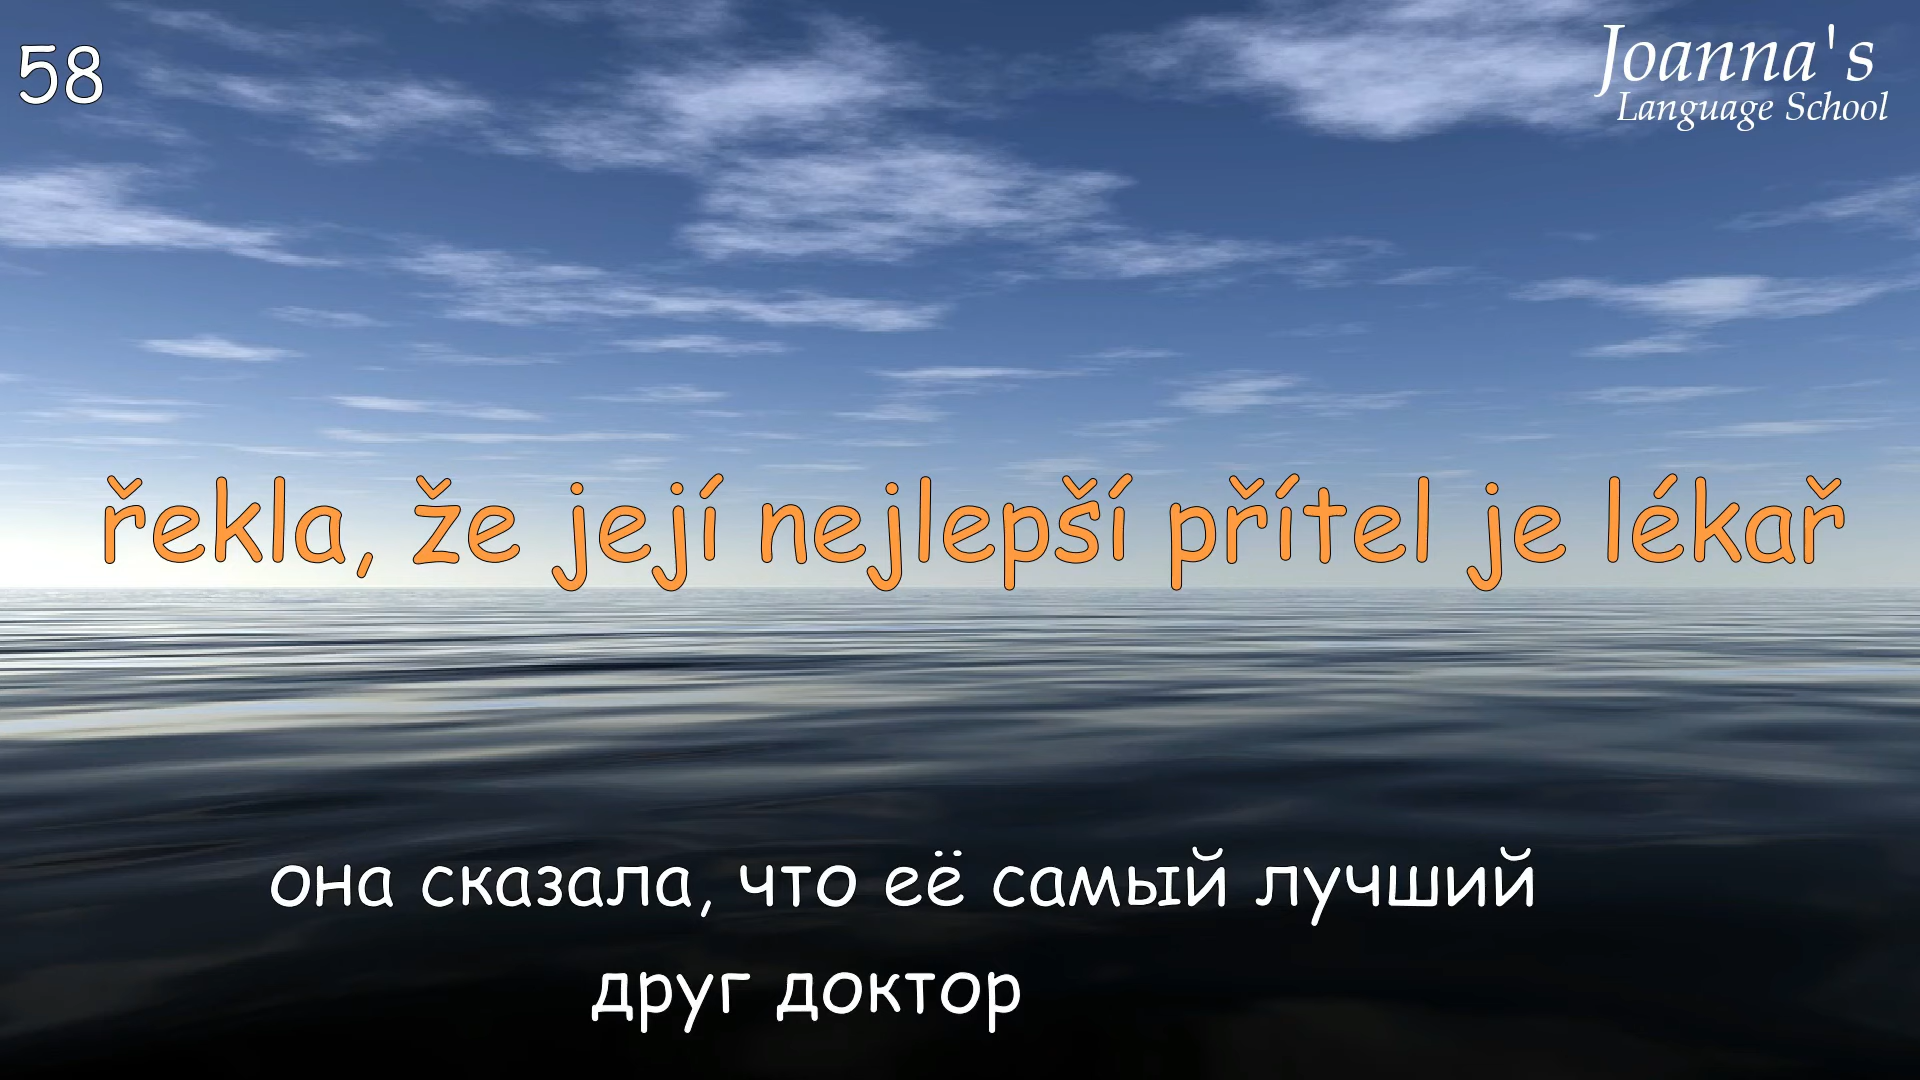 58
Joanna's
Language School
řekla, že její nejlepší přítel je lékař
она сказала, что её самый лучший
друг доктор